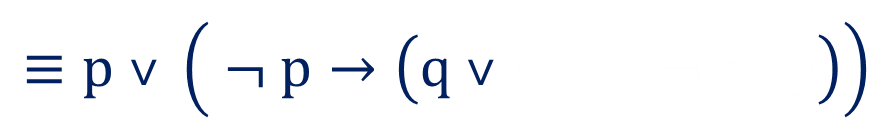 ≡ p ∨ ( ¬ p → (q ∨ ))